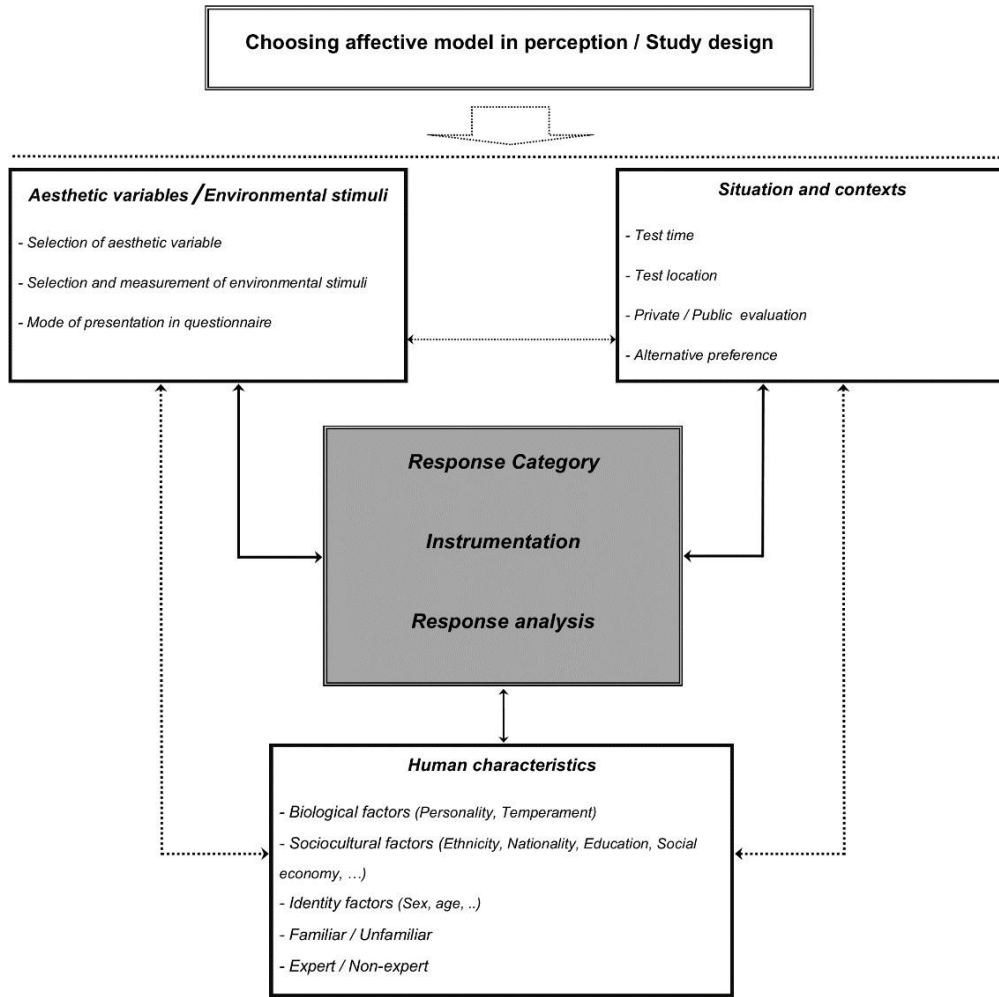 Choosing affective model in perception / Study design
Aesthetic variables / Environmental stimuli
- Selection of aesthetic variable
- Selection and measurement of environmental stimuli
- Mode of presentation in questionnaire
Situation and contexts
- Test time
- Test location
- Private / Public evaluation
- Alternative preference
Response Category
Instrumentation
Response analysis
Human characteristics
- Biological factors (Personality, Temperament)
- Sociocultural factors (Ethnicity, Nationality, Education, Social
economy, …)
- Identity factors (Sex, age, ..)
- Familiar / Unfamiliar
- Expert / Non-expert